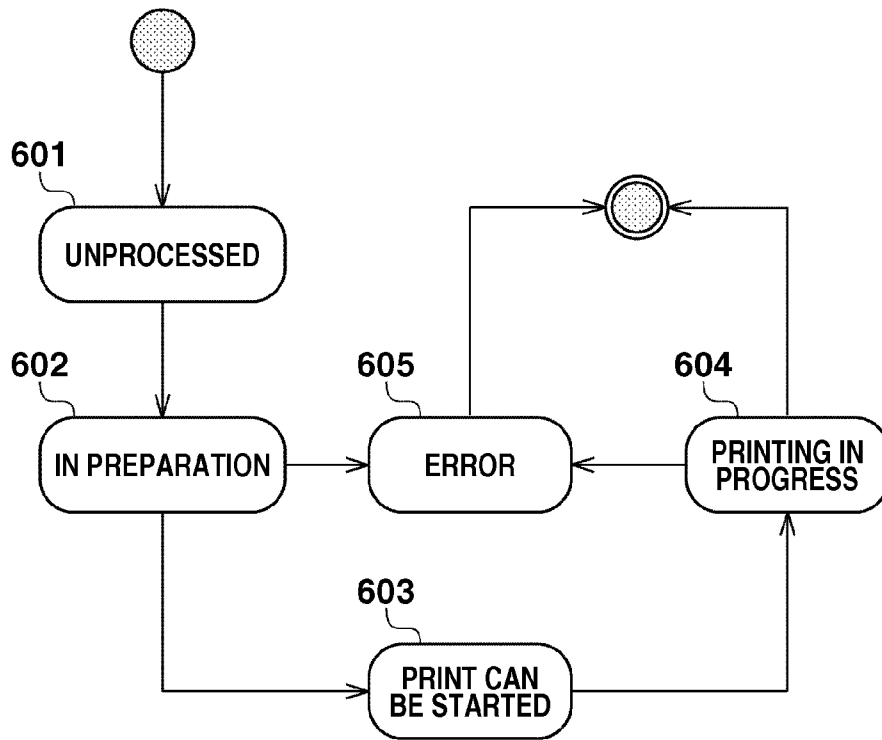 601
UNPROCESSED
602
IN PREPARATION
605
ERROR
604
PRINTING IN
PROGRESS
603
PRINT CAN
BE STARTED